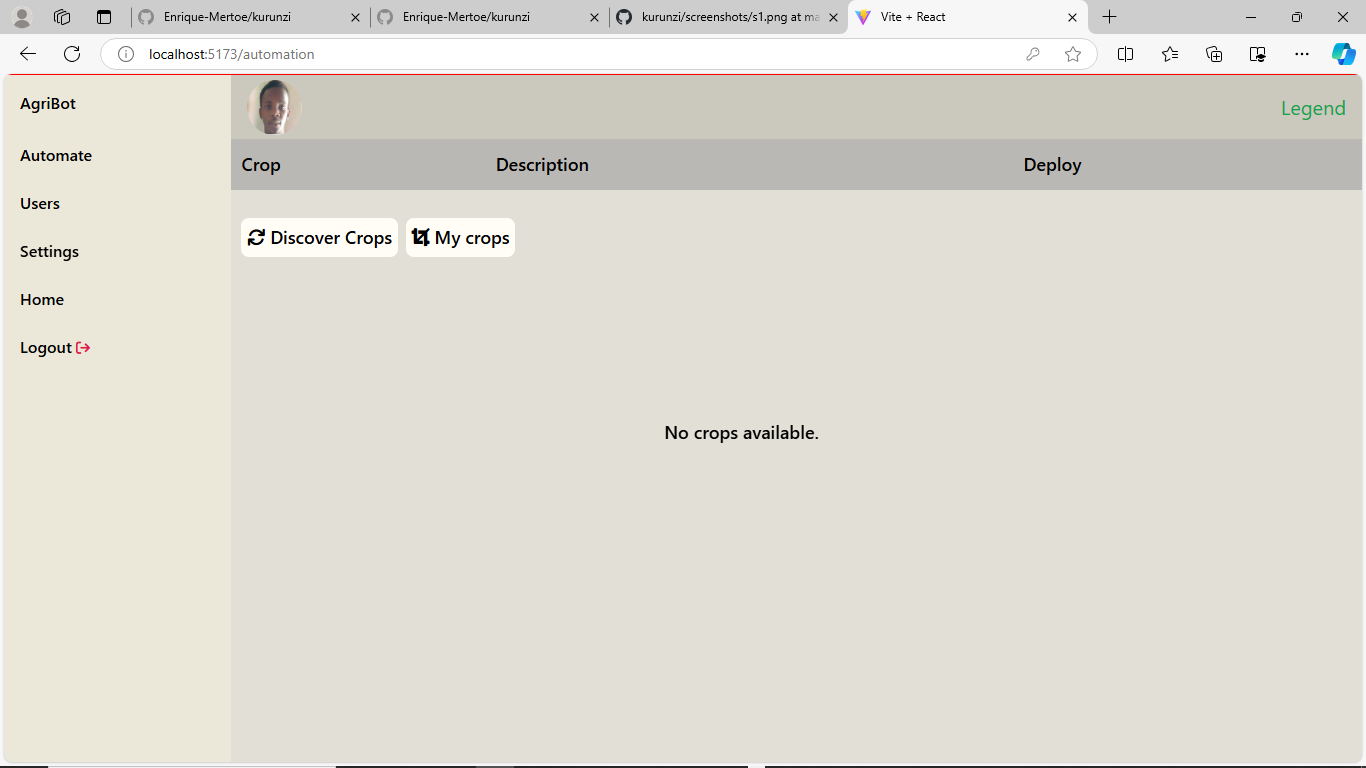 Enrique-Mertoe/kurunzi
Enrique-Mertoe/kurunzi
kurunzi/screenshots/s1.png at ma
Vite + React
localhost:5173/automation
AgriBot
Legend
Automate
Crop Description Deploy
Users
Discover Crops My crops
Settings
Home
Logout
No crops available.